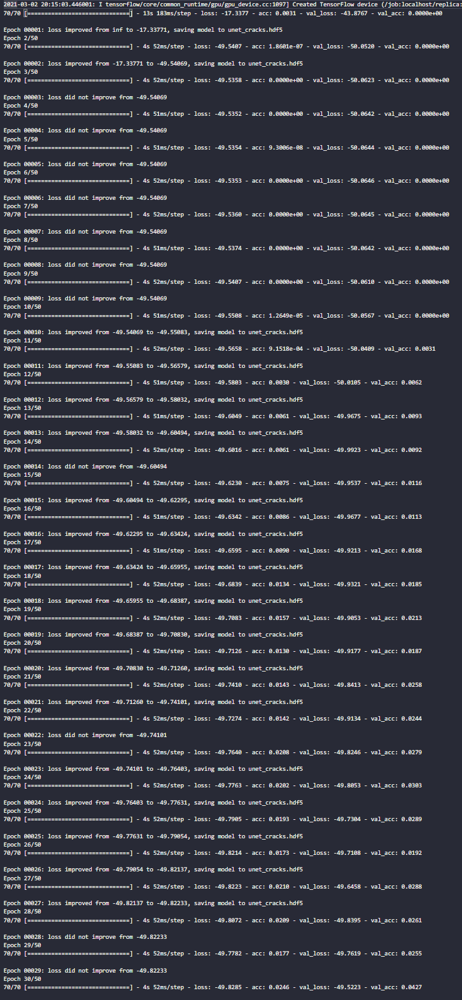 2021-03-02 20:15:03.446001: I tensorflow/core/common_runtime/gpu/gpu_device.cc:1097] Created TensorFlow device (/job:localhost/replica:
70/70 [==============================] - 13s 183ms/step - loss: -17.3377 - acc: 0.0031 - val_loss: -43.8767 - val_acc: 0.0000e+00
Epoch 00001: loss improved from inf to -17.33771, saving model to unet_cracks.hdf5
Epoch 2/50
70/70 [==============================] - 4s 52ms/step - loss: -49.5407 - acc: 1.8601e-07 - val_loss: -50.0520 - val_acc: 0.0000e+00
Epoch 00002: loss improved from -17.33771 to -49.54069, saving model to unet_cracks.hdf5
Epoch 3/50
70/70 [==============================] - 4s 52ms/step - loss: -49.5358 - acc: 0.0000e+00 - val_loss: -50.0623 - val_acc: 0.0000e+00
Epoch 00003: loss did not improve from -49.54069
Epoch 4/50
70/70 [==============================] - 4s 51ms/step - loss: -49.5352 - acc: 0.0000e+00 - val_loss: -50.0642 - val_acc: 0.0000e+00
Epoch 00004: loss did not improve from -49.54069
Epoch 5/50
70/70 [==============================] - 4s 51ms/step - loss: -49.5354 - acc: 9.3006e-08 - val_loss: -50.0644 - val_acc: 0.0000e+00
Epoch 00005: loss did not improve from -49.54069
Epoch 6/50
70/70 [==============================] - 4s 52ms/step - loss: -49.5353 - acc: 0.0000e+00 - val_loss: -50.0646 - val_acc: 0.0000e+00
Epoch 00006: loss did not improve from -49.54069
Epoch 7/50
70/70 [==============================] - 4s 52ms/step - loss: -49.5360 - acc: 0.0000e+00 - val_loss: -50.0645 - val_acc: 0.0000e+00
Epoch 00007: loss did not improve from -49.54069
Epoch 8/50
70/70 [==============================] - 4s 51ms/step - loss: -49.5374 - acc: 0.0000e+00 - val_loss: -50.0642 - val_acc: 0.0000e+00
Epoch 00008: loss did not improve from -49.54069
Epoch 9/50
70/70 [==============================] - 4s 52ms/step - loss: -49.5407 - acc: 0.0000e+00 - val_loss: -50.0610 - val_acc: 0.0000e+00
Epoch 00009: loss did not improve from -49.54069
Epoch 10/50
70/70 [==============================] - 4s 51ms/step - loss: -49.5508 - acc: 1.2649e-05 - val_loss: -50.0567 - val_acc: 0.0000e+00
Epoch 00010: loss improved from -49.54069 to -49.55083, saving model to unet_cracks.hdf5
Epoch 11/50
70/70 [==============================] - 4s 52ms/step - loss: -49.5658 - acc: 9.1518e-04 - val_loss: -50.0409 - val_acc: 0.0031
Epoch 00011: loss improved from -49.55083 to -49.56579, saving model to unet_cracks.hdf5
Epoch 12/50
70/70 [==============================] - 4s 51ms/step - loss: -49.5803 - acc: 0.0030 - val_loss: -50.0105 - val_acc: 0.0062
Epoch 00012: loss improved from -49.56579 to -49.58032, saving model to unet_cracks.hdf5
Epoch 13/50
70/70 [==============================] - 4s 51ms/step - loss: -49.6049 - acc: 0.0061 - val_loss: -49.9675 - val_acc: 0.0093
Epoch 00013: loss improved from -49.58032 to -49.60494, saving model to unet_cracks.hdf5
Epoch 14/50
70/70 [==============================] - 4s 52ms/step - loss: -49.6016 - acc: 0.0061 - val_loss: -49.9923 - val_acc: 0.0092
Epoch 00014: loss did not improve from -49.60494
Epoch 15/50
70/70 [==============================] - 4s 52ms/step - loss: -49.6230 - acc: 0.0075 - val_loss: -49.9537 - val_acc: 0.0116
Epoch 00015: loss improved from -49.60494 to -49.62295, saving model to unet_cracks.hdf5
Epoch 16/50
70/70 [==============================] - 4s 51ms/step - loss: -49.6342 - acc: 0.0086 - val_loss: -49.9677 - val_acc: 0.0113
Epoch 00016: loss improved from -49.62295 to -49.63424, saving model to unet_cracks.hdf5
Epoch 17/50
70/70 [==============================] - 4s 51ms/step - loss: -49.6595 - acc: 0.0090 - val_loss: -49.9213 - val_acc: 0.0168
Epoch 00017: loss improved from -49.63424 to -49.65955, saving model to unet_cracks.hdf5
Epoch 18/50
70/70 [==============================] - 4s 52ms/step - loss: -49.6839 - acc: 0.0134 - val_loss: -49.9321 - val_acc: 0.0185
Epoch 00018: loss improved from -49.65955 to -49.68387, saving model to unet_cracks.hdf5
Epoch 19/50
70/70 [==============================] - 4s 52ms/step - loss: -49.7083 - acc: 0.0157 - val_loss: -49.9053 - val_acc: 0.0213
Epoch 00019: loss improved from -49.68387 to -49.70830, saving model to unet_cracks.hdf5
Epoch 20/50
70/70 [==============================] - 4s 52ms/step - loss: -49.7126 - acc: 0.0130 - val_loss: -49.9177 - val_acc: 0.0187
Epoch 00020: loss improved from -49.70830 to -49.71260, saving model to unet_cracks.hdf5
Epoch 21/50
70/70 [==============================] - 4s 52ms/step - loss: -49.7410 - acc: 0.0143 - val_loss: -49.8413 - val_acc: 0.0258
Epoch 00021: loss improved from -49.71260 to -49.74101, saving model to unet_cracks.hdf5
Epoch 22/50
70/70 [==============================] - 4s 52ms/step - loss: -49.7274 - acc: 0.0142 - val_loss: -49.9134 - val_acc: 0.0244
Epoch 00022: loss did not improve from -49.74101
Epoch 23/50
70/70 [==============================] - 4s 52ms/step - loss: -49.7640 - acc: 0.0208 - val_loss: -49.8246 - val_acc: 0.0279
Epoch 00023: loss improved from -49.74101 to -49.76403, saving model to unet_cracks.hdf5
Epoch 24/50
70/70 [==============================] - 4s 52ms/step - loss: -49.7763 - acc: 0.0202 - val_loss: -49.8053 - val_acc: 0.0303
Epoch 00024: loss improved from -49.76403 to -49.77631, saving model to unet_cracks.hdf5
Epoch 25/50
70/70 [==============================] - 4s 52ms/step - loss: -49.7905 - acc: 0.0193 - val_loss: -49.7304 - val_acc: 0.0289
Epoch 00025: loss improved from -49.77631 to -49.79054, saving model to unet_cracks.hdf5
Epoch 26/50
70/70 [==============================] - 4s 52ms/step - loss: -49.8214 - acc: 0.0173 - val_loss: -49.7108 - val_acc: 0.0192
Epoch 00026: loss improved from -49.79054 to -49.82137, saving model to unet_cracks.hdf5
Epoch 27/50
70/70 [==============================] - 4s 52ms/step - loss: -49.8223 - acc: 0.0210 - val_loss: -49.6458 - val_acc: 0.0288
Epoch 00027: loss improved from -49.82137 to -49.82233, saving model to unet_cracks.hdf5
Epoch 28/50
70/70 [==============================] - 4s 52ms/step - loss: -49.8072 - acc: 0.0209 - val_loss: -49.8395 - val_acc: 0.0261
Epoch 00028: loss did not improve from -49.82233
Epoch 29/50
70/70 [==============================] - 4s 52ms/step - loss: -49.7782 - acc: 0.0177 - val_loss: -49.7619 - val_acc: 0.0255
Epoch 00029: loss did not improve from -49.82233
Epoch 30/50
70/70 [==============================] - 4s 52ms/step - loss: -49.8285 - acc: 0.0246 - val_loss: -49.5223 - val_acc: 0.0427